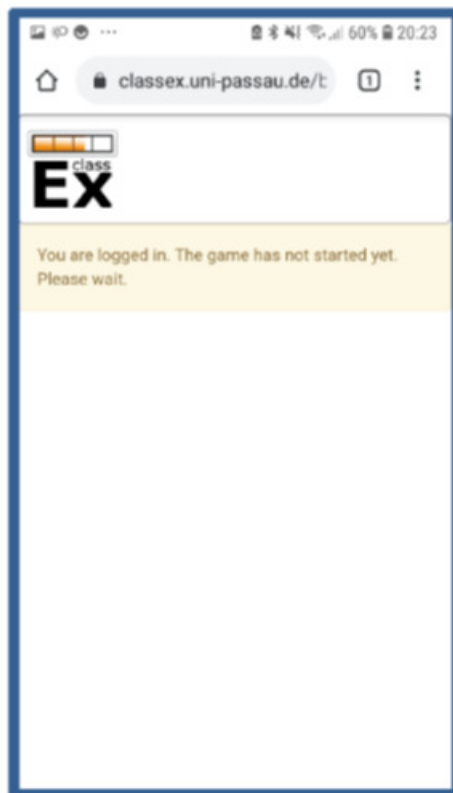 60% 20:23
classex.uni-passau.de/t
1
class
Ex
You are logged in. The game has not started yet.
Please wait.